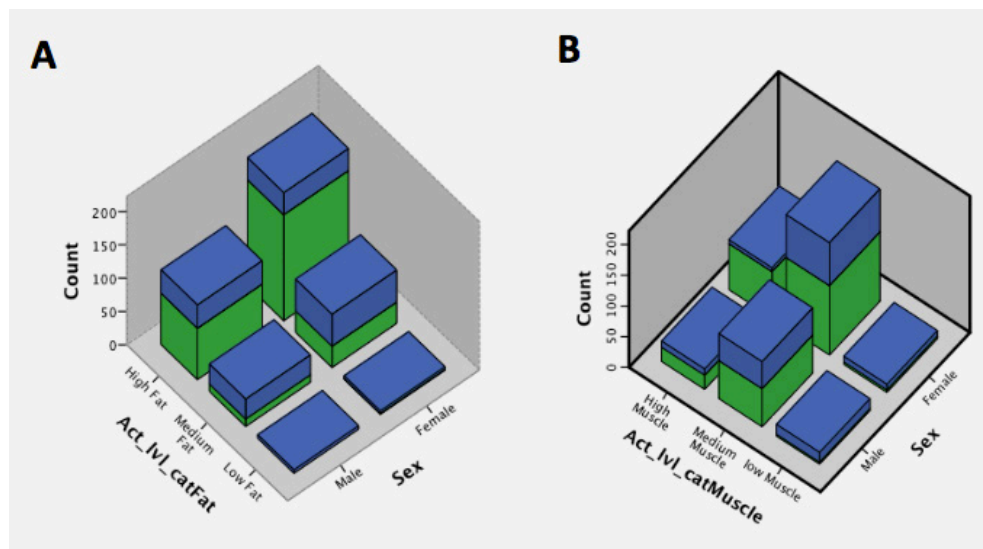 A
B
200
150
100
50
0
Count
High Fat
Medium
Fat
Low Fat
Act_lvl_catFat
Male
Female
Sex
200
150
100
50
0
Count
High
Muscle
Medium
Muscle
low Muscle
Act_lvl_catMuscle
Male
Female
Sex